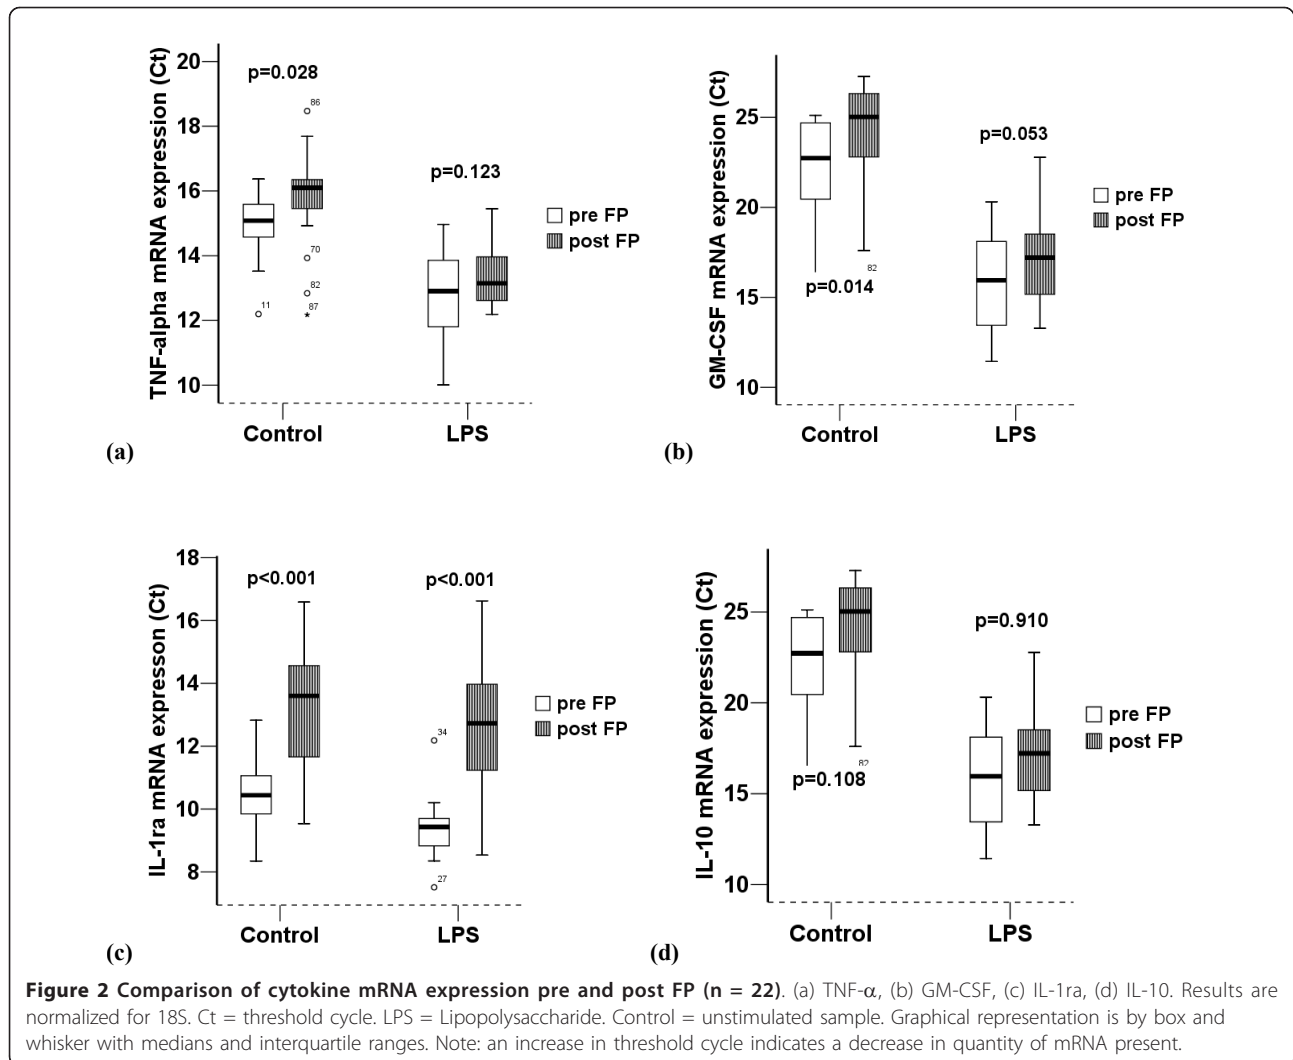 TNF-alpha mRNA expression (Ct)
20
18
16
14
12
10
p=0.028
86
70
82
87
11
p=0.123
pre FP
post FP
Control
LPS
(a)
GM-CSF mRNA expression (Ct)
25
20
15
10
p=0.014
82
p=0.053
pre FP
post FP
Control
LPS
(b)
IL-1ra mRNA expresson (Ct)
18
16
14
12
10
8
p<0.001
p<0.001
34
27
pre FP
post FP
Control
LPS
(c)
IL-10 mRNA expression (Ct)
25
20
15
10
p=0.108
82
p=0.910
pre FP
post FP
Control
LPS
(d)
Figure 2 Comparison of cytokine mRNA expression pre and post FP (n = 22). (a) TNF-α, (b) GM-CSF, (c) IL-1ra, (d) IL-10. Results are
normalized for 18S. Ct = threshold cycle. LPS = Lipopolysaccharide. Control = unstimulated sample. Graphical representation is by box and
whisker with medians and interquartile ranges. Note: an increase in threshold cycle indicates a decrease in quantity of mRNA present.